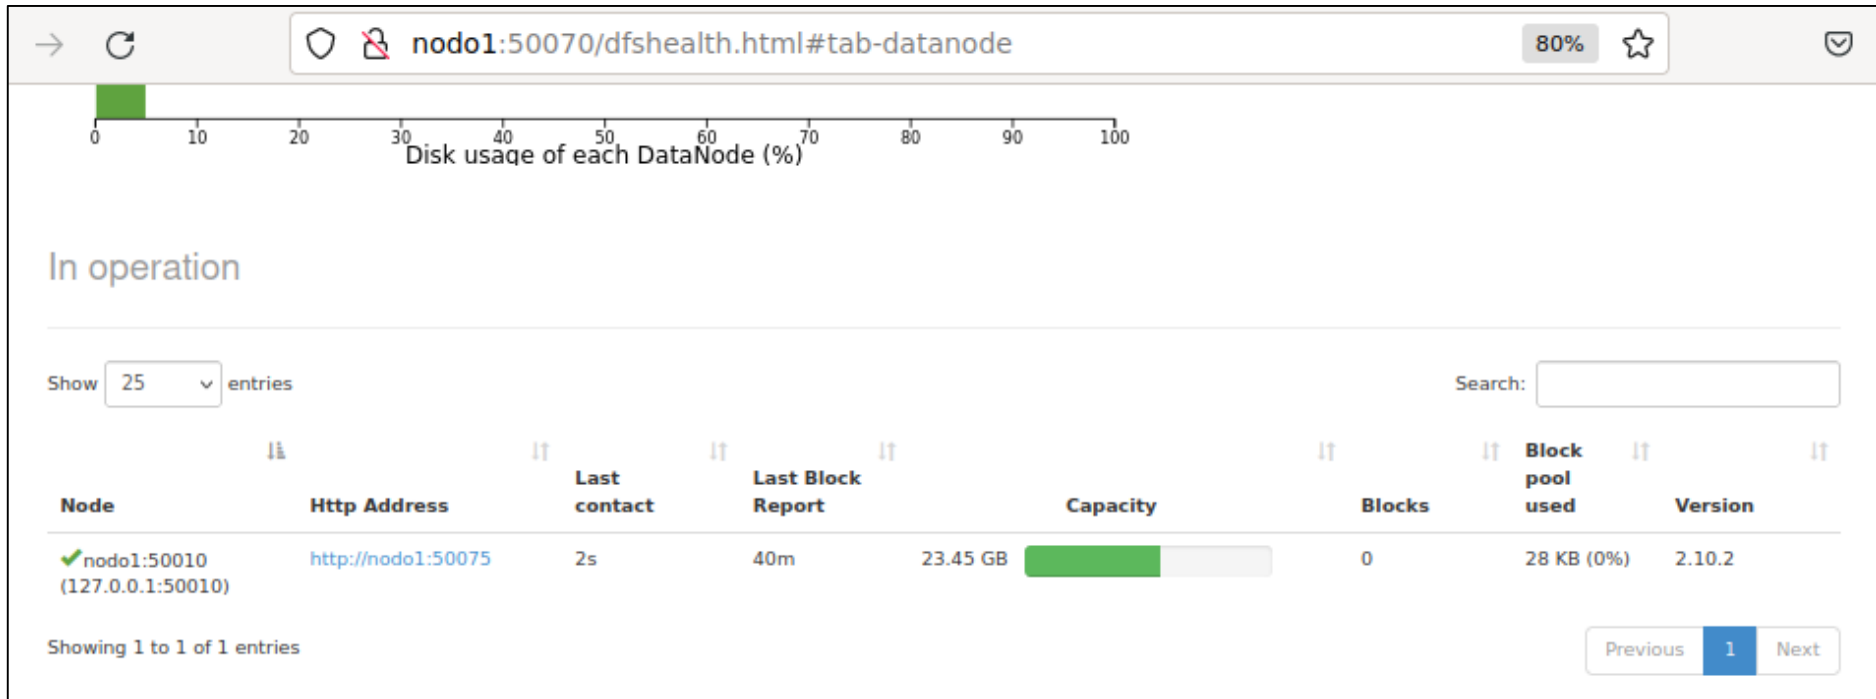 nodo1:50070/dfshealth.html#tab-datanode 80%
0 10 20 30 40 50 60 70 80 90 100
Disk usage of each DataNode (%)
In operation
Show 25 entries Search:
Node Http Address Last contact Last Block Report Capacity Blocks Block pool used Version
nodo1:50010 http://nodo1:50075 2s 40m 23.45 GB 0 28 KB (0%) 2.10.2
(127.0.0.1:50010)
Showing 1 to 1 of 1 entries Previous 1 Next